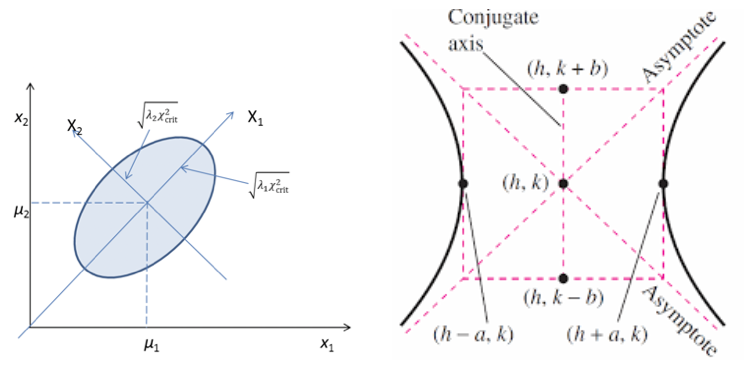 x₂
X₂
√λ₂χ²crit
X₁
√λ₁χ²crit
μ₂
μ₁
x₁
Conjugate
axis
Asymptote
(h, k + b)
(h, k)
(h, k − b)
(h − a, k)
(h + a, k)
Asymptote